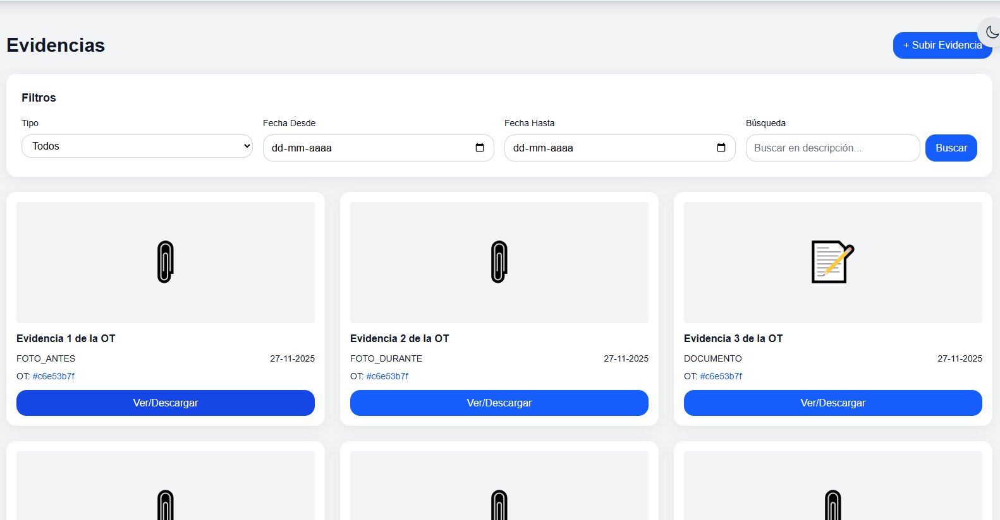 Evidencias
+ Subir Evidencia
Filtros
Tipo
Fecha Desde
Fecha Hasta
Búsqueda
Todos
dd-mm-aaaa
dd-mm-aaaa
Buscar en descripción...
Buscar
Evidencia 1 de la OT
FOTO_ANTES 27-11-2025
OT: #c6e53b7f
Ver/Descargar
Evidencia 2 de la OT
FOTO_DURANTE 27-11-2025
OT: #c6e53b7f
Ver/Descargar
Evidencia 3 de la OT
DOCUMENTO 27-11-2025
OT: #c6e53b7f
Ver/Descargar